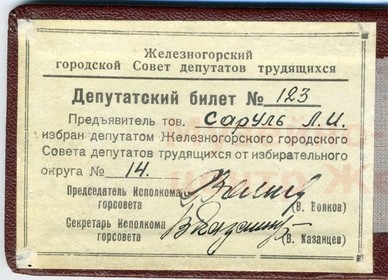 Железногорский
городской Совет депутатов трудящихся
Депутатский билет № 123
Предъявитель тов. Саруль Л.И.
избран депутатом Железногорского городского
Совета депутатов трудящихся от избирательного
округа № 14.
Председатель Исполкома
горсовета
(В. Волков)
Секретарь Исполкома
горсовета
(В. Казанцев)